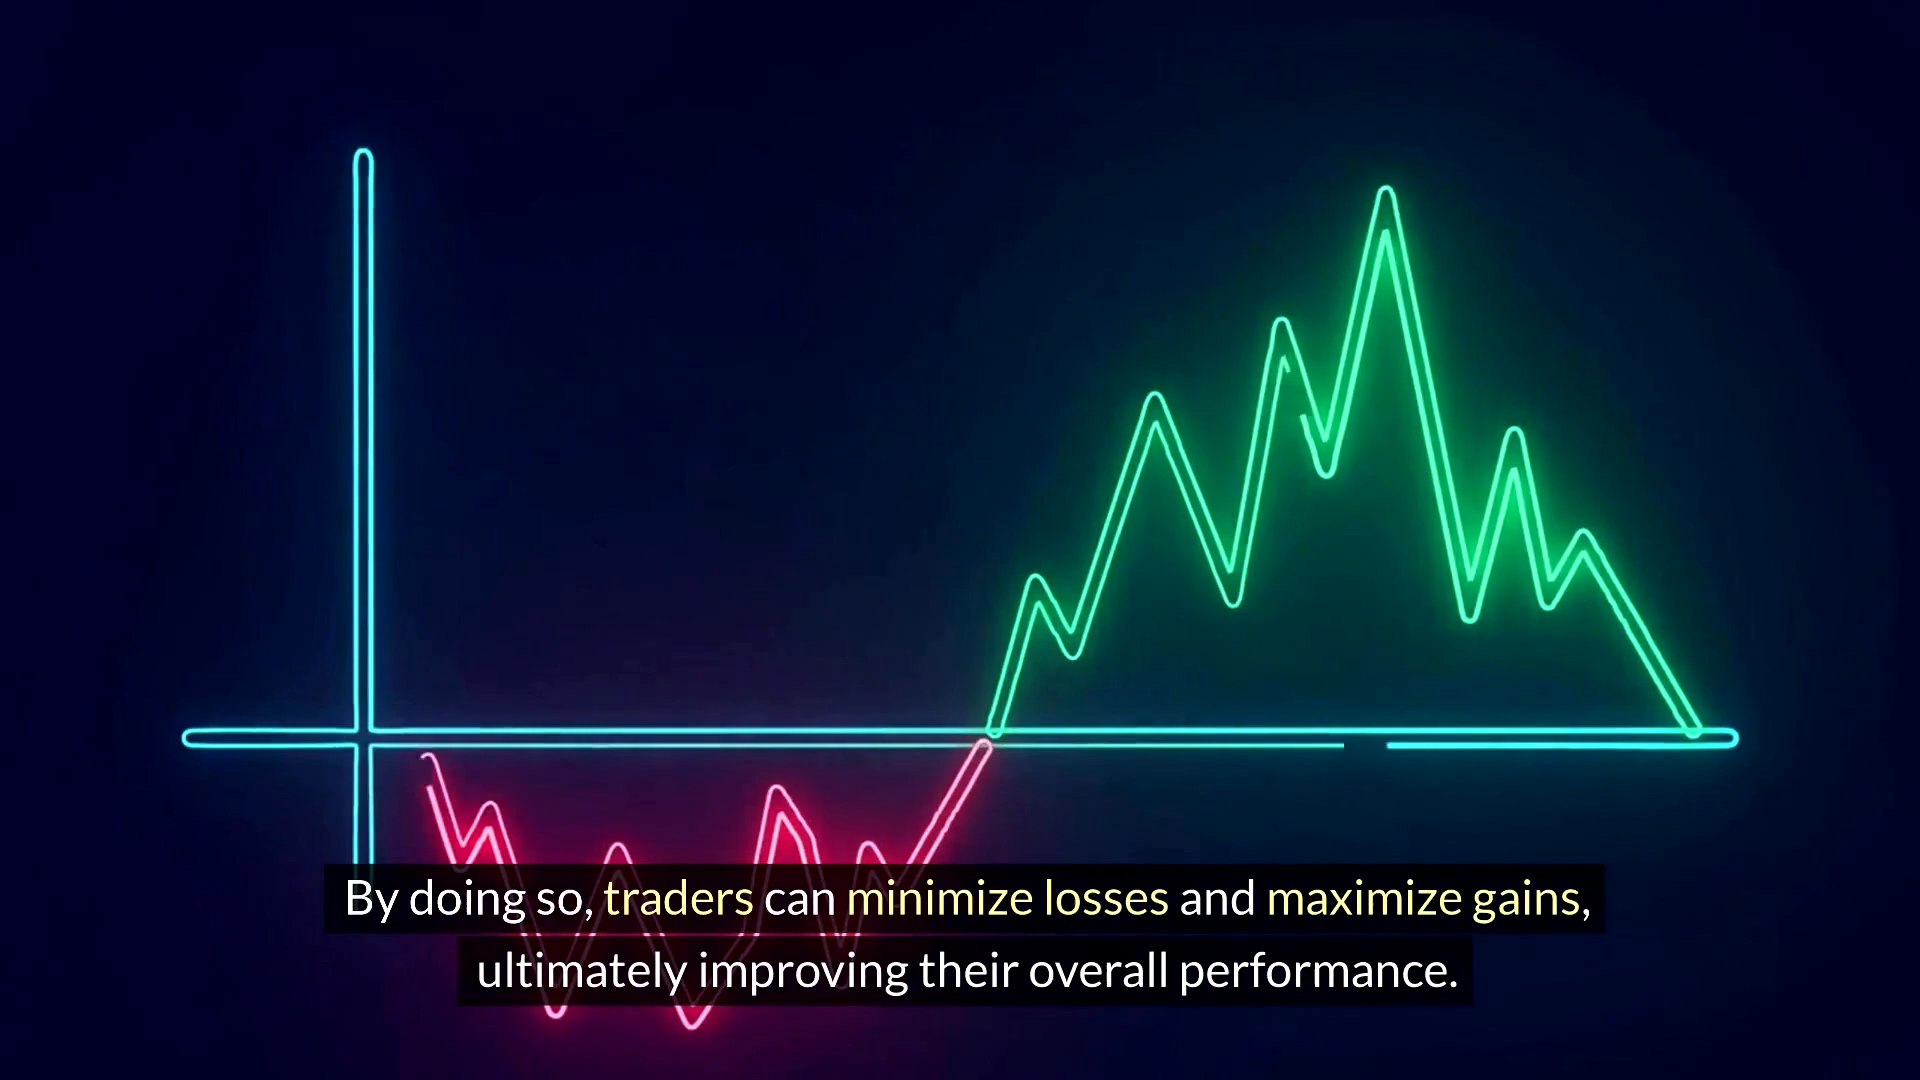 By doing so, traders can minimize losses and maximize gains,
ultimately improving their overall performance.